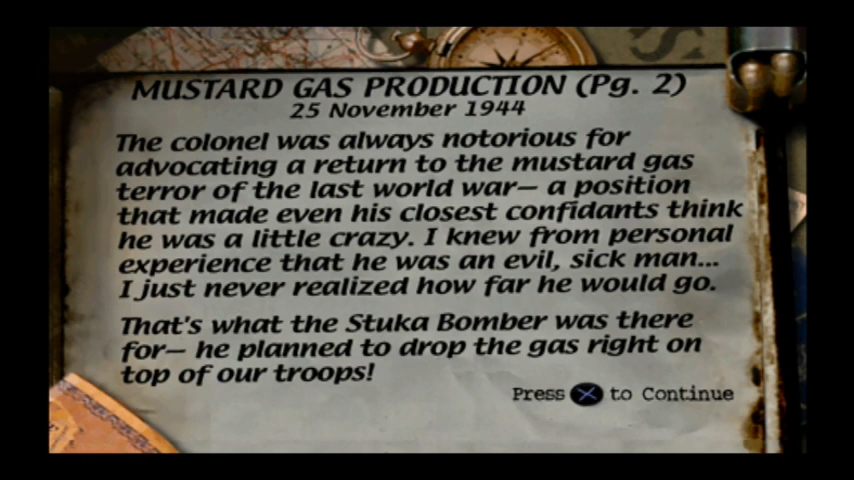 MUSTARD GAS PRODUCTION (Pg. 2)
25 November 1944
The colonel was always notorious for
advocating a return to the mustard gas
terror of the last world war— a position
that made even his closest confidants think
he was a little crazy. I knew from personal
experience that he was an evil, sick man...
I just never realized how far he would go.
That's what the Stuka Bomber was there
for— he planned to drop the gas right on
top of our troops!
Press X to Continue